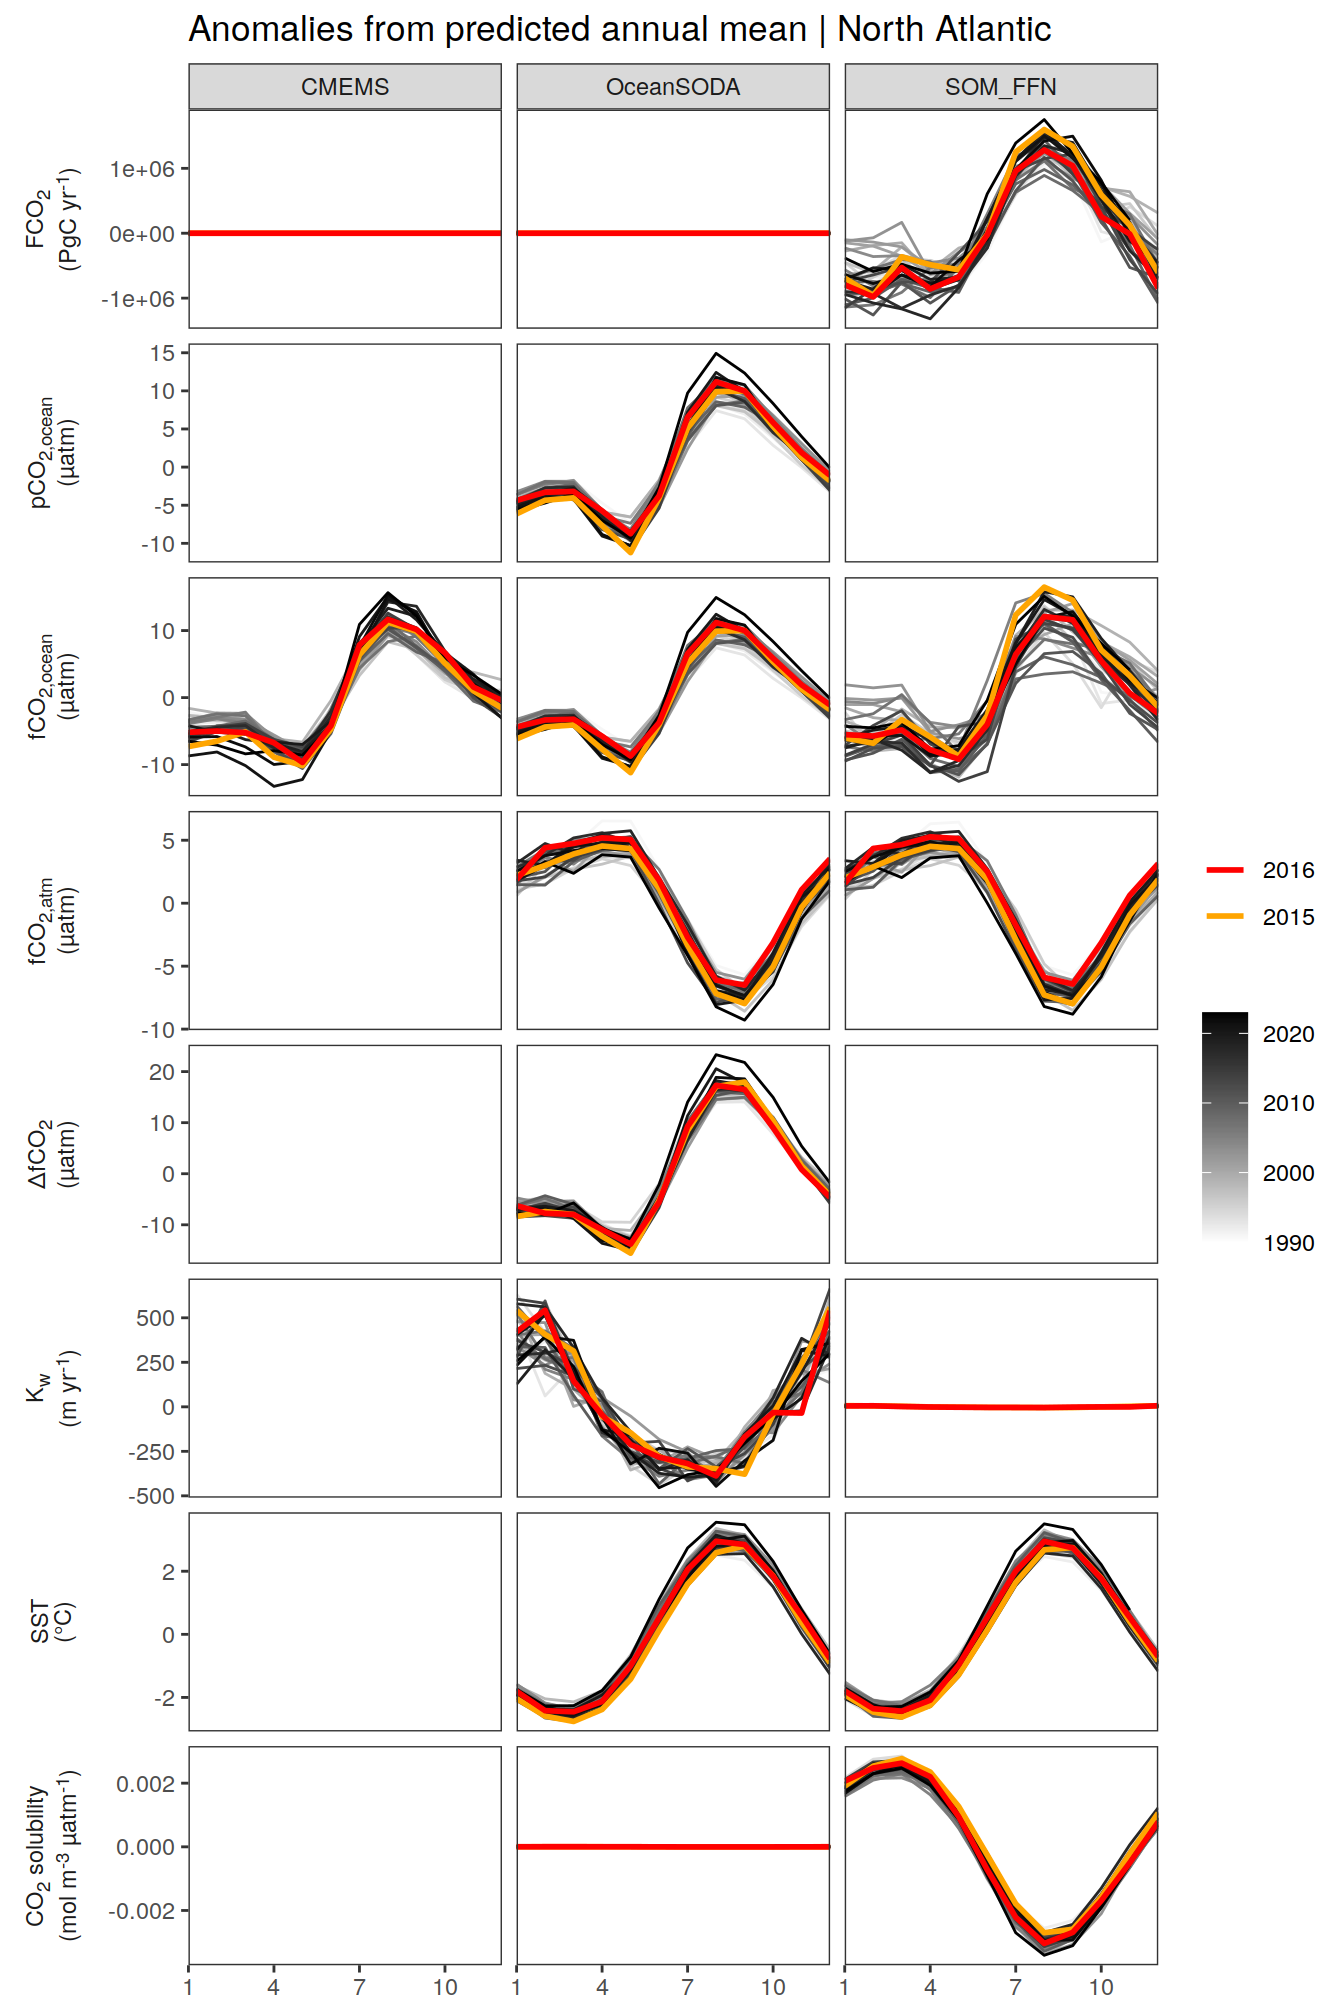 Anomalies from predicted annual mean | North Atlantic
CMEMS OceanSODA SOM_FFN
FCO2
(PgC yr-1)
1e+06
0e+00
-1e+06
pCO2,ocean
(µatm)
15
10
5
0
-5
-10
fCO2,ocean
(µatm)
10
0
-10
fCO2,atm
(µatm)
5
0
-5
-10
ΔfCO2
(µatm)
20
10
0
-10
Kw
(m yr-1)
500
250
0
-250
-500
SST
(°C)
2
0
-2
CO2 solubility
(mol m-3 µatm-1)
0.002
0.000
-0.002
1 4 7 10 1 4 7 10 1 4 7 10
2016
2015
2020
2010
2000
1990